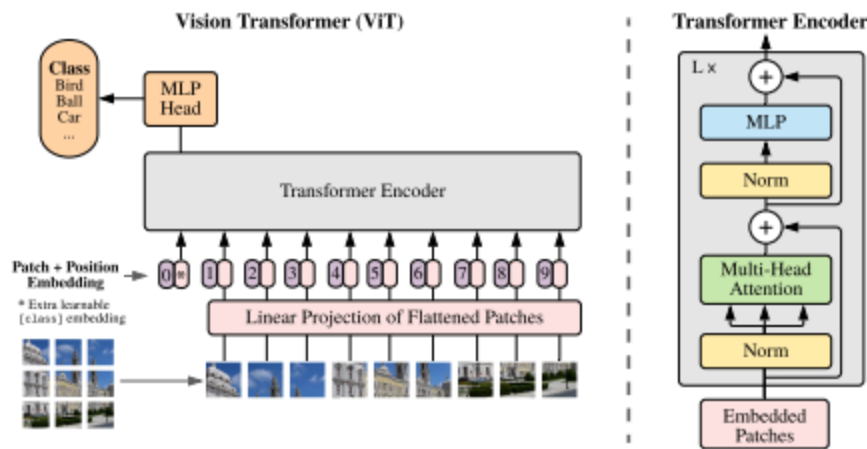 Vision Transformer (ViT)
Class
Bird
Ball
Car
...
MLP
Head
Transformer Encoder
Patch + Position
Embedding
0 * 1 2 3 4 5 6 7 8 9
* Extra learnable
[class] embedding
Linear Projection of Flattened Patches
Transformer Encoder
L ×
+
MLP
Norm
+
Multi-Head
Attention
Norm
Embedded
Patches